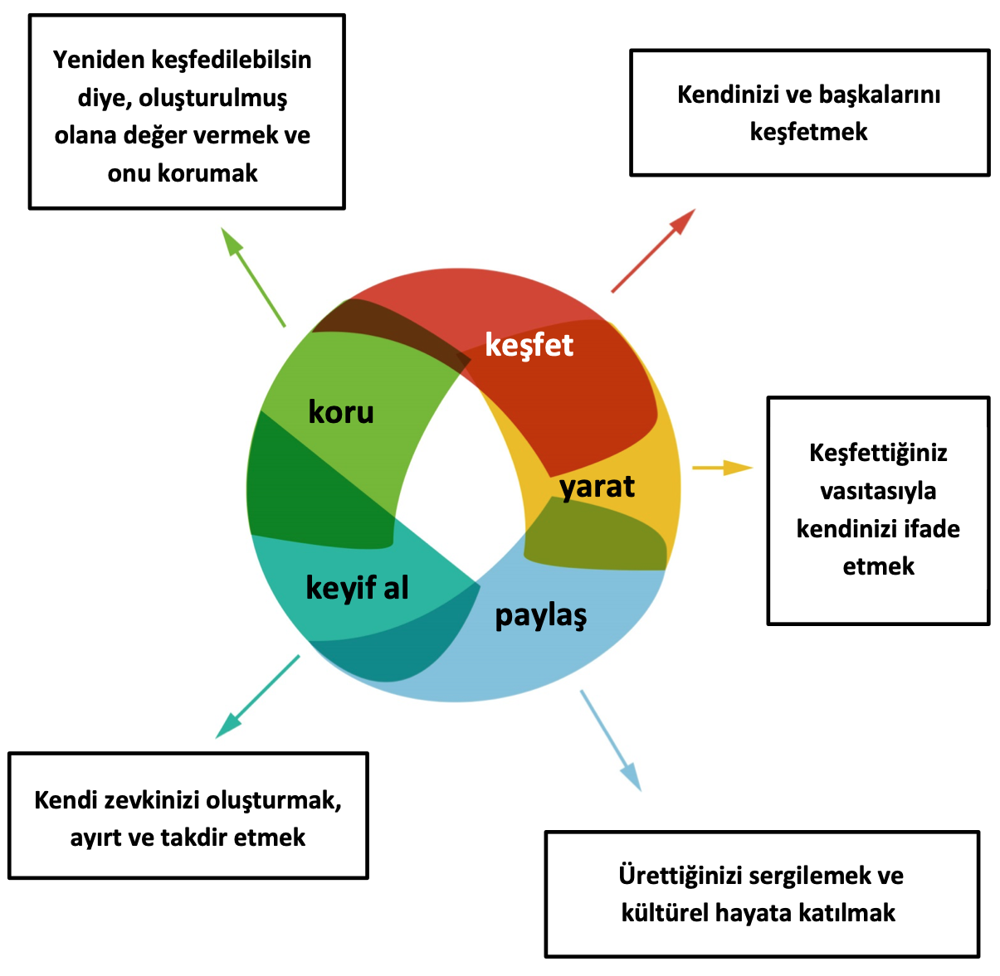 Yeniden keşfedilebilsin
diye, oluşturulmuş
olana değer vermek ve
onu korumak
Kendinizi ve başkalarını
keşfetmek
keşfet
koru
yarat
Keşfettiğiniz
vasıtasıyla
kendinizi ifade
etmek
keyif al
paylaş
Kendi zevkinizi oluşturmak,
ayırt ve takdir etmek
Ürettiğinizi sergilemek ve
kültürel hayata katılmak